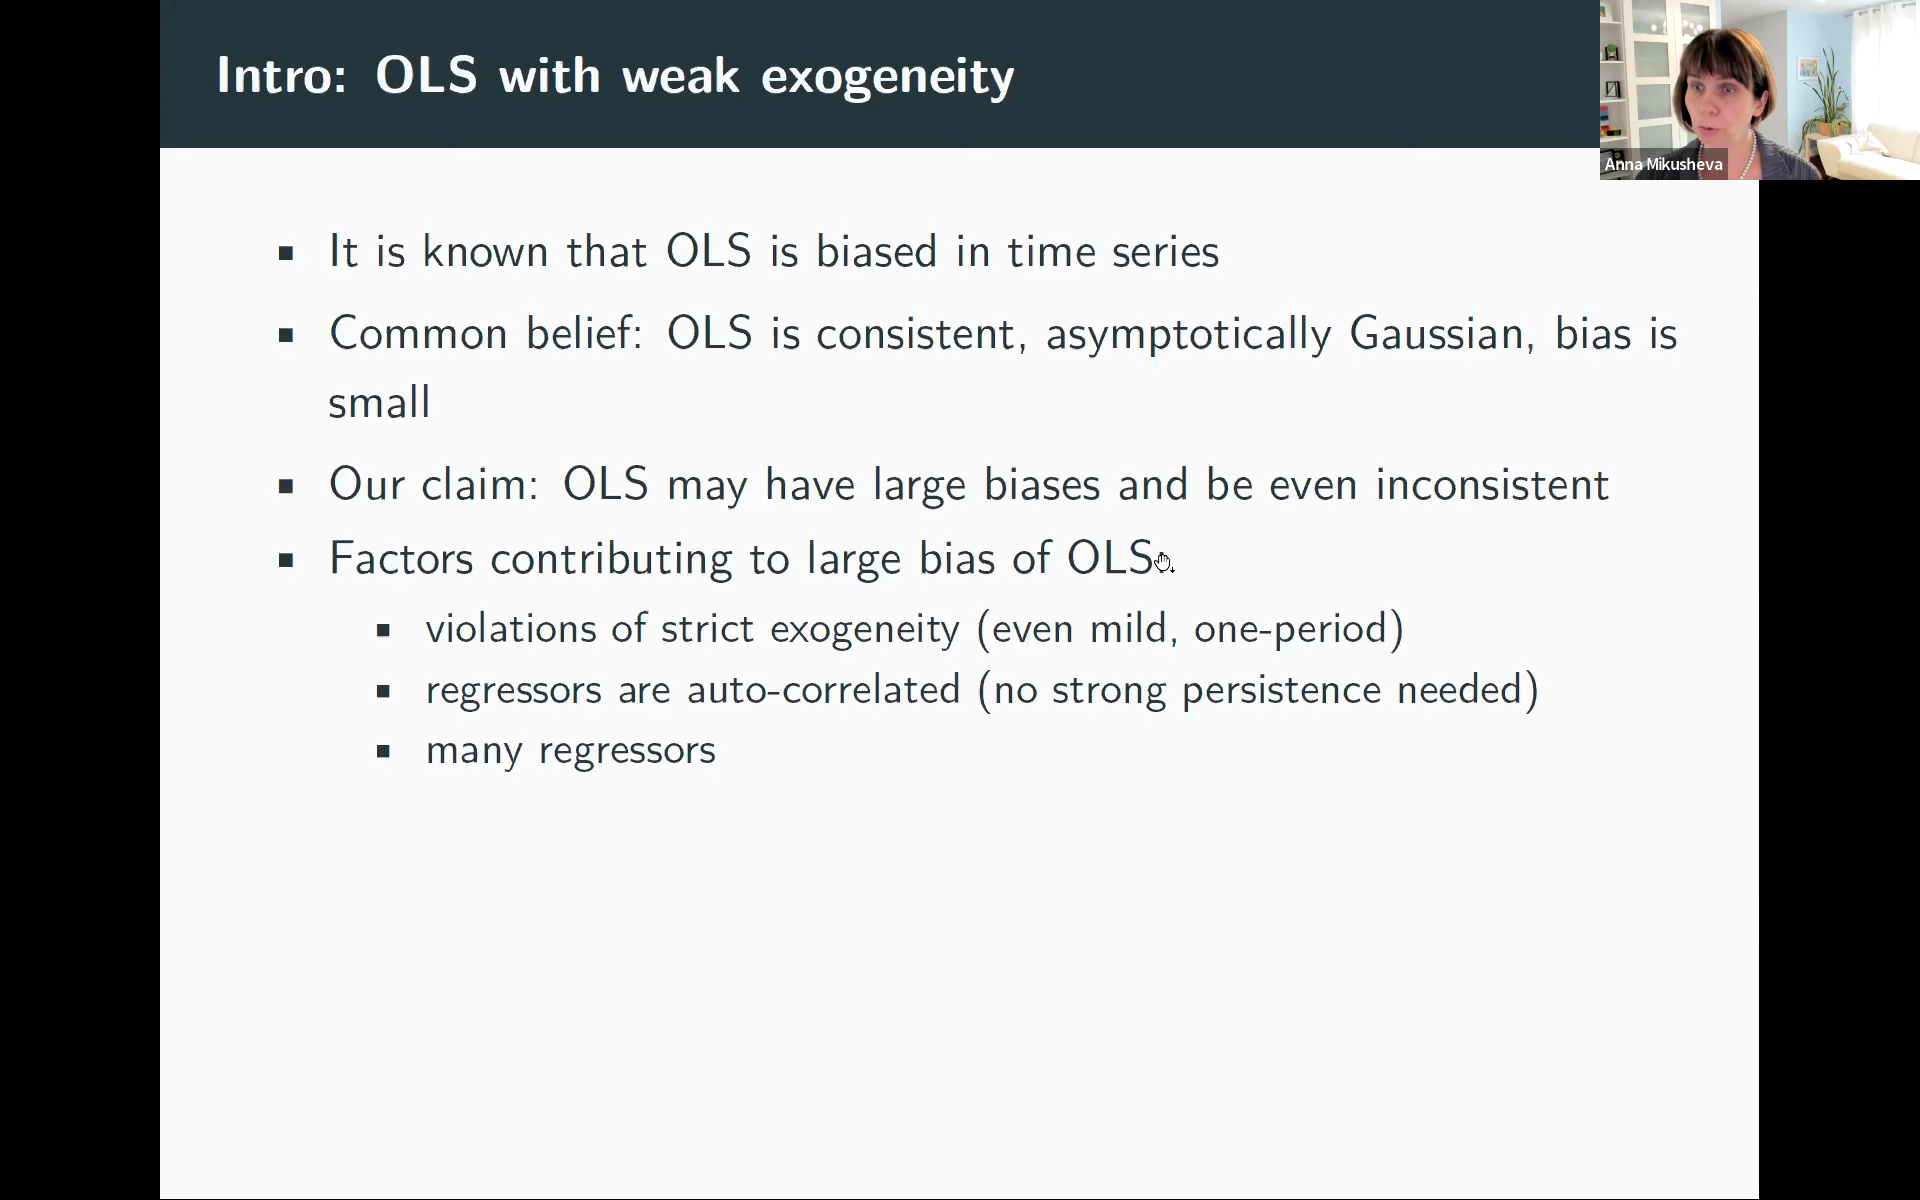 Intro: OLS with weak exogeneity
Anna Mikusheva
It is known that OLS is biased in time series
Common belief: OLS is consistent, asymptotically Gaussian, bias is
small
Our claim: OLS may have large biases and be even inconsistent
Factors contributing to large bias of OLS
violations of strict exogeneity (even mild, one-period)
regressors are auto-correlated (no strong persistence needed)
many regressors